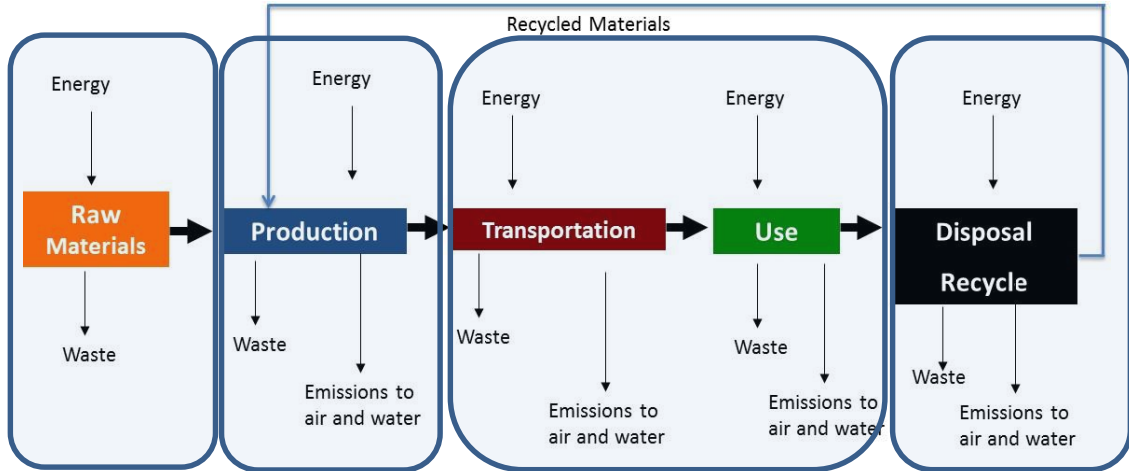 Recycled Materials
Energy
Raw
Materials
Waste
Energy
Production
Waste
Emissions to
air and water
Energy
Transportation
Waste
Emissions to
air and water
Energy
Use
Waste
Emissions to
air and water
Energy
Disposal
Recycle
Waste
Emissions to
air and water